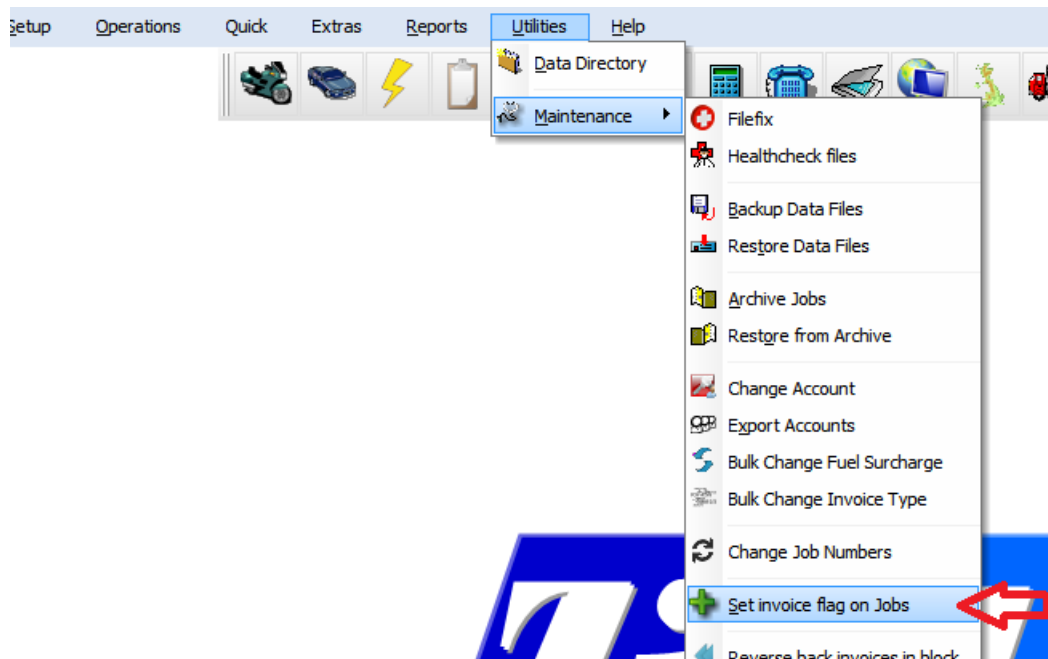 Setup Operations Quick Extras Reports Utilities Help
Data Directory
Maintenance
Filefix
Healthcheck files
Backup Data Files
Restore Data Files
Archive Jobs
Restore from Archive
Change Account
Export Accounts
Bulk Change Fuel Surcharge
Bulk Change Invoice Type
Change Job Numbers
Set invoice flag on Jobs
Reverse back invoices in block